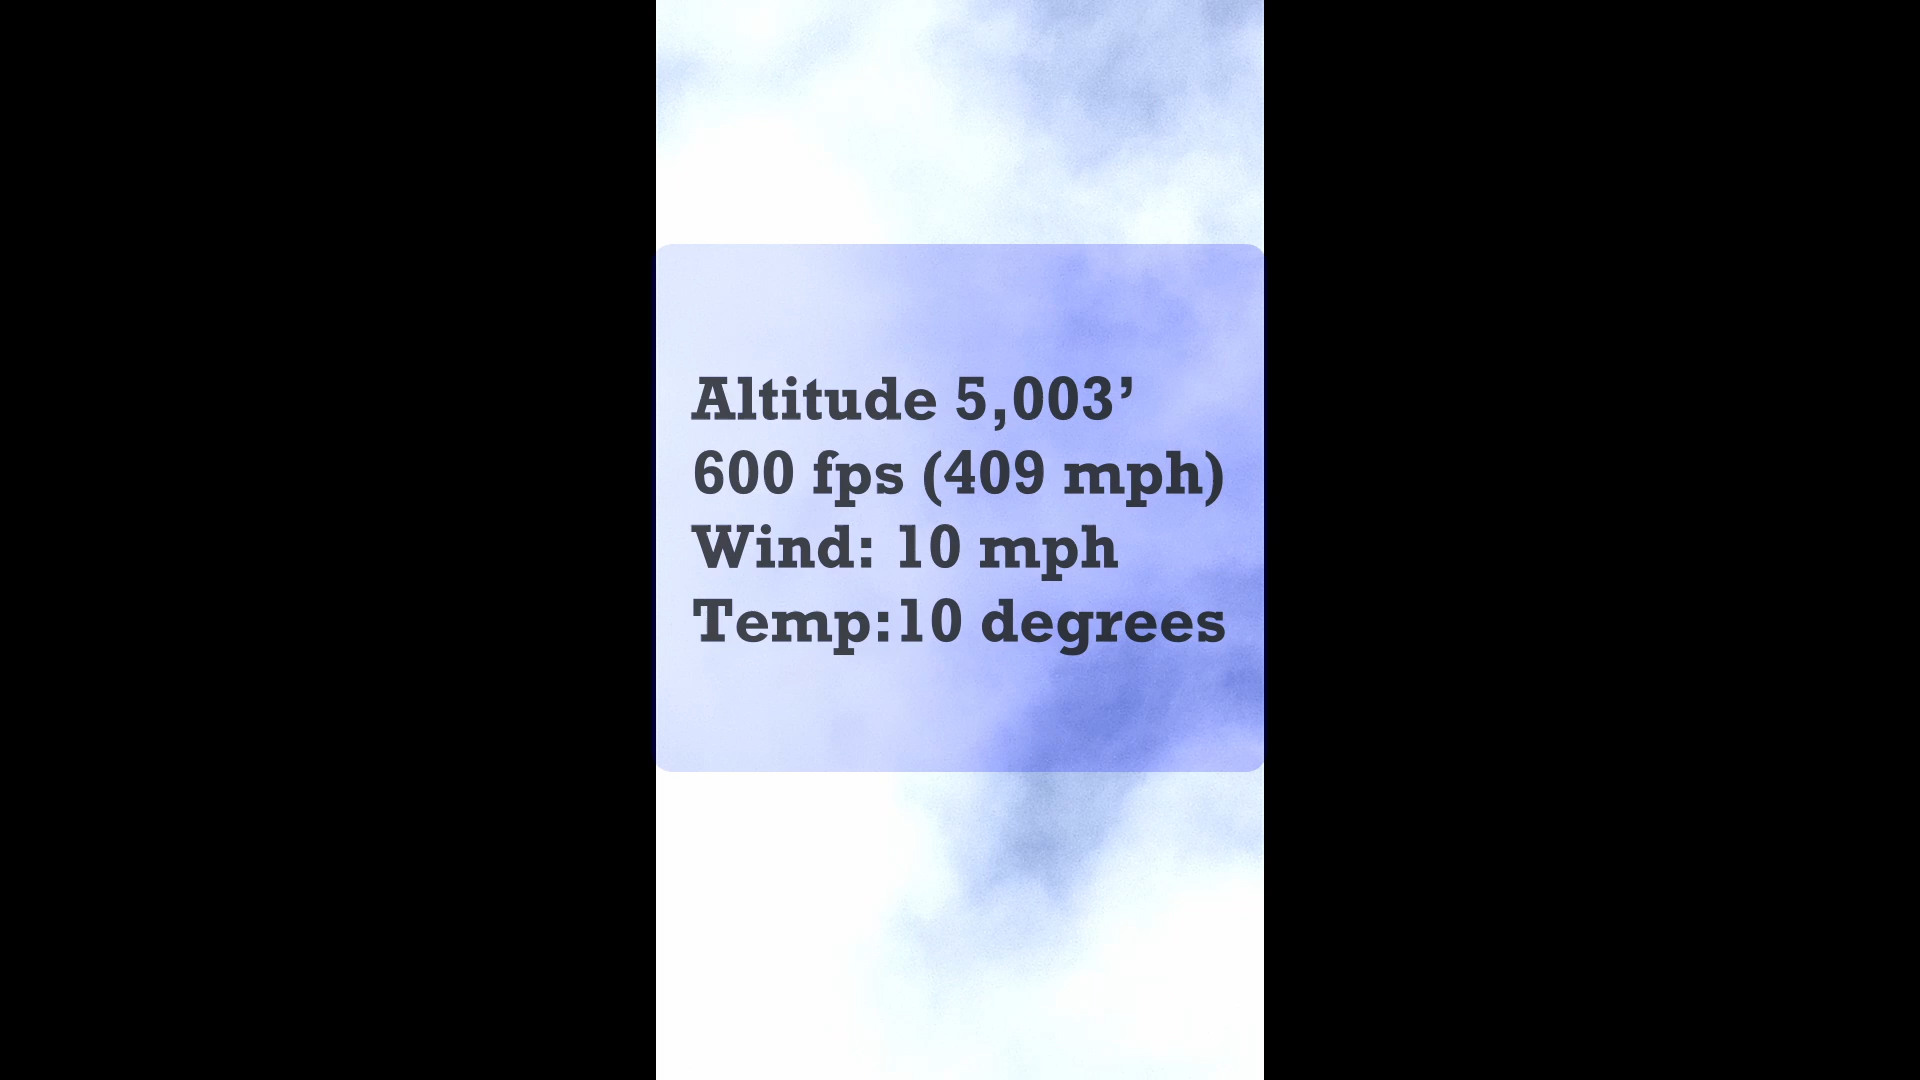 Altitude 5,003’
600 fps (409 mph)
Wind: 10 mph
Temp:10 degrees